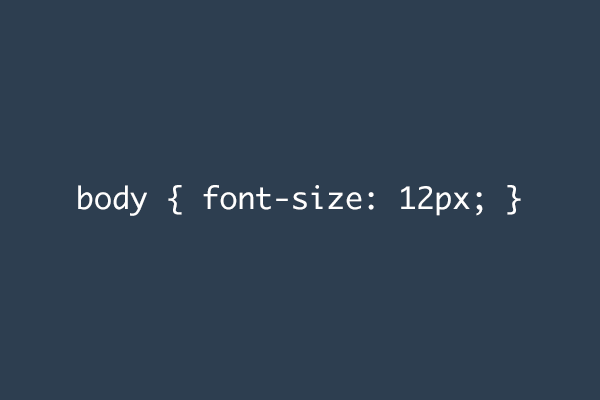 body { font-size: 12px; }